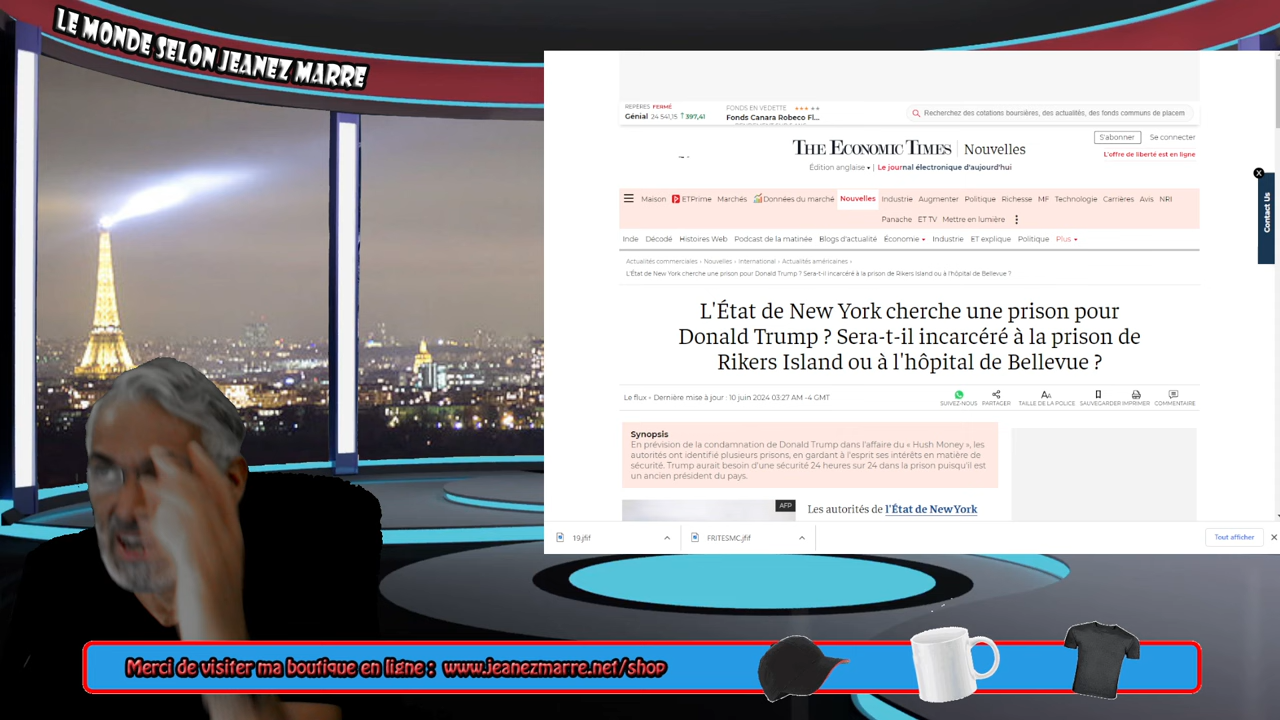 LE MONDE SELON JEANEZ MARRE
REPÈRES FERMÉ
Génial 24 541,15 ↑397,41
FONDS EN VEDETTE ★★★★★
Fonds Canara Robeco Fl...
Recherchez des cotations boursières, des actualités, des fonds communs de placem
THE ECONOMIC TIMES | Nouvelles
S'abonner Se connecter
L'offre de liberté est en ligne
Édition anglaise ▾ | Le journal électronique d'aujourd'hui
Contact Us
Maison ETPrime Marchés Données du marché Nouvelles Industrie Augmenter Politique Richesse MF Technologie Carrières Avis NRI
Panache ET TV Mettre en lumière
Inde Décodé Histoires Web Podcast de la matinée Blogs d'actualité Économie ▾ Industrie ET explique Politique Plus ▾
Actualités commerciales › Nouvelles › International › Actualités américaines ›
L'État de New York cherche une prison pour Donald Trump ? Sera-t-il incarcéré à la prison de Rikers Island ou à l'hôpital de Bellevue ?
L'État de New York cherche une prison pour
Donald Trump ? Sera-t-il incarcéré à la prison de
Rikers Island ou à l'hôpital de Bellevue ?
Le flux • Dernière mise à jour : 10 juin 2024 03:27 AM -4 GMT
SUIVEZ-NOUS PARTAGER TAILLE DE LA POLICE SAUVEGARDER IMPRIMER COMMENTAIRE
Synopsis
En prévision de la condamnation de Donald Trump dans l'affaire du « Hush Money », les
autorités ont identifié plusieurs prisons, en gardant à l'esprit ses intérêts en matière de
sécurité. Trump aurait besoin d'une sécurité 24 heures sur 24 dans la prison puisqu'il est
un ancien président du pays.
AFP
Les autorités de l'État de New York
19.jfif
FRITESMC.jfif
Tout afficher
Merci de visiter ma boutique en ligne : www.jeanezmarre.net/shop